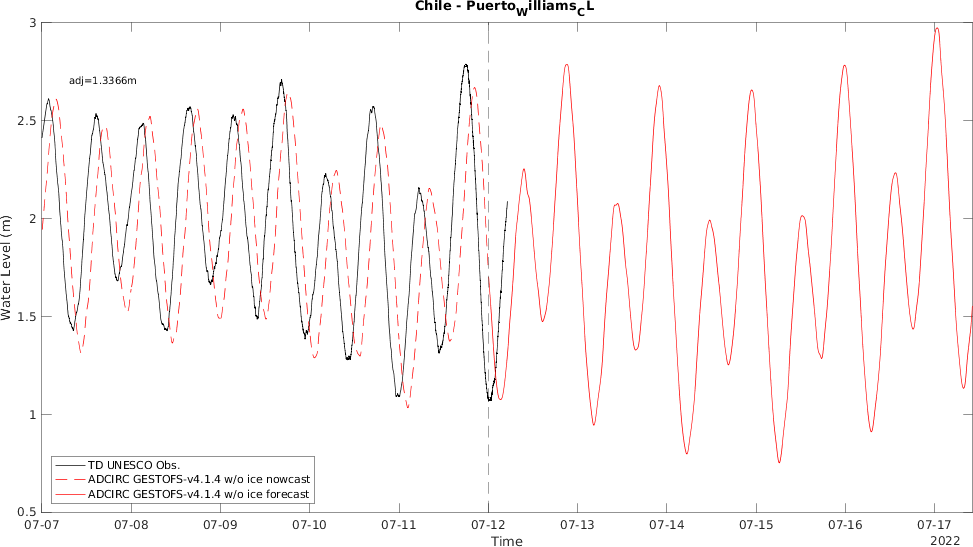 Chile - PuertoWilliamsCL
3
adj=1.3366m
2.5
2
Water Level (m)
1.5
1
TD UNESCO Obs.
ADCIRC GESTOFS-v4.1.4 w/o ice nowcast
ADCIRC GESTOFS-v4.1.4 w/o ice forecast
0.5
07-07 07-08 07-09 07-10 07-11 07-12 07-13 07-14 07-15 07-16 07-17
Time 2022